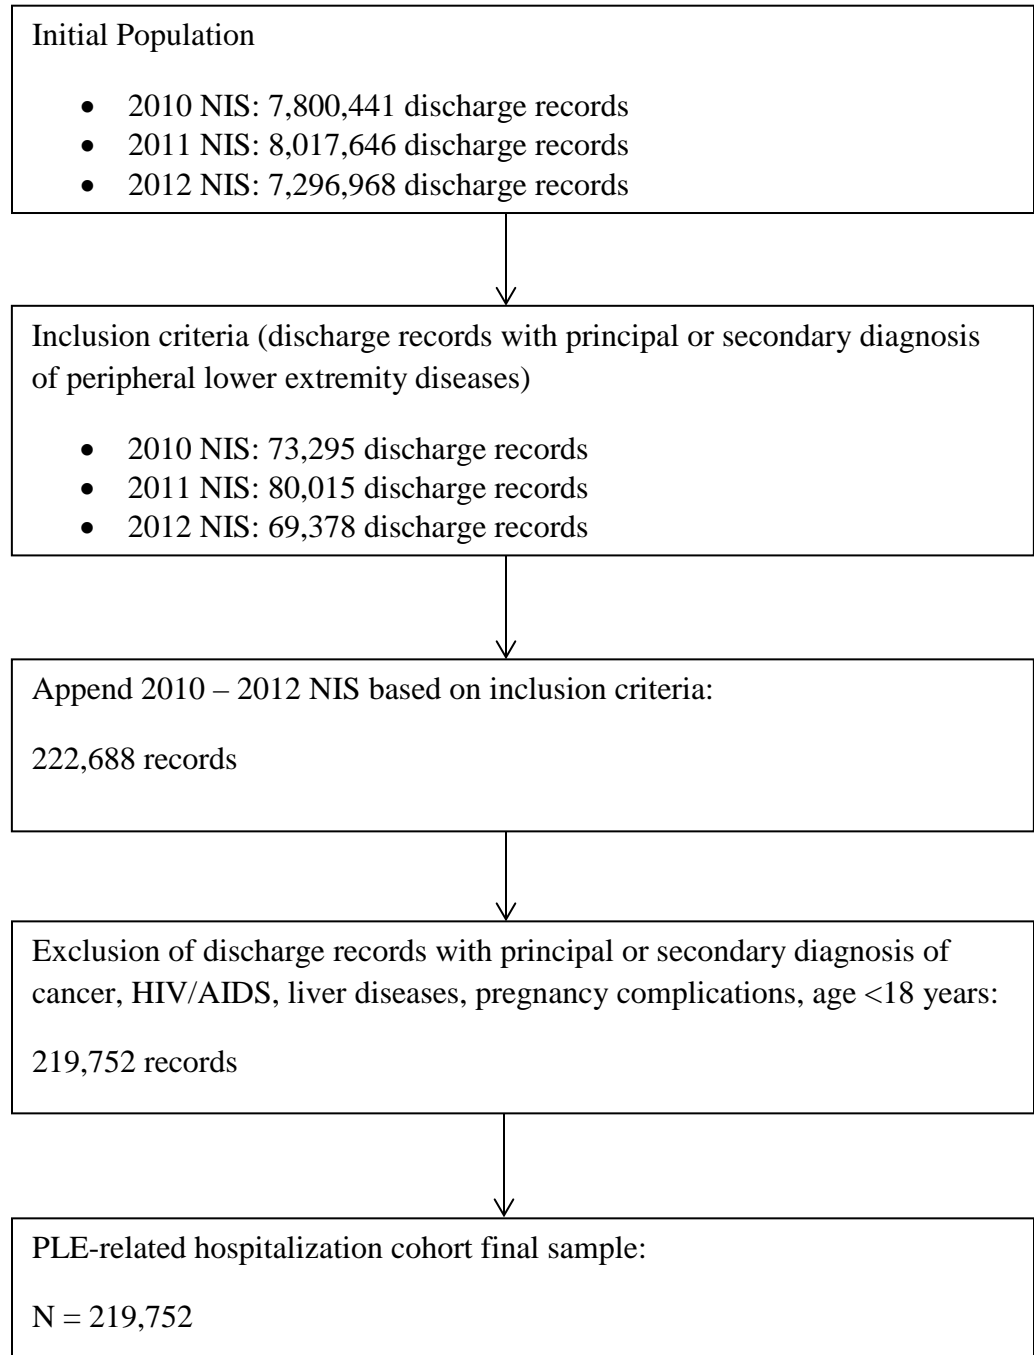 Initial Population
• 2010 NIS: 7,800,441 discharge records
• 2011 NIS: 8,017,646 discharge records
• 2012 NIS: 7,296,968 discharge records
Inclusion criteria (discharge records with principal or secondary diagnosis
of peripheral lower extremity diseases)
• 2010 NIS: 73,295 discharge records
• 2011 NIS: 80,015 discharge records
• 2012 NIS: 69,378 discharge records
Append 2010 – 2012 NIS based on inclusion criteria:
222,688 records
Exclusion of discharge records with principal or secondary diagnosis of
cancer, HIV/AIDS, liver diseases, pregnancy complications, age <18 years:
219,752 records
PLE-related hospitalization cohort final sample:
N = 219,752